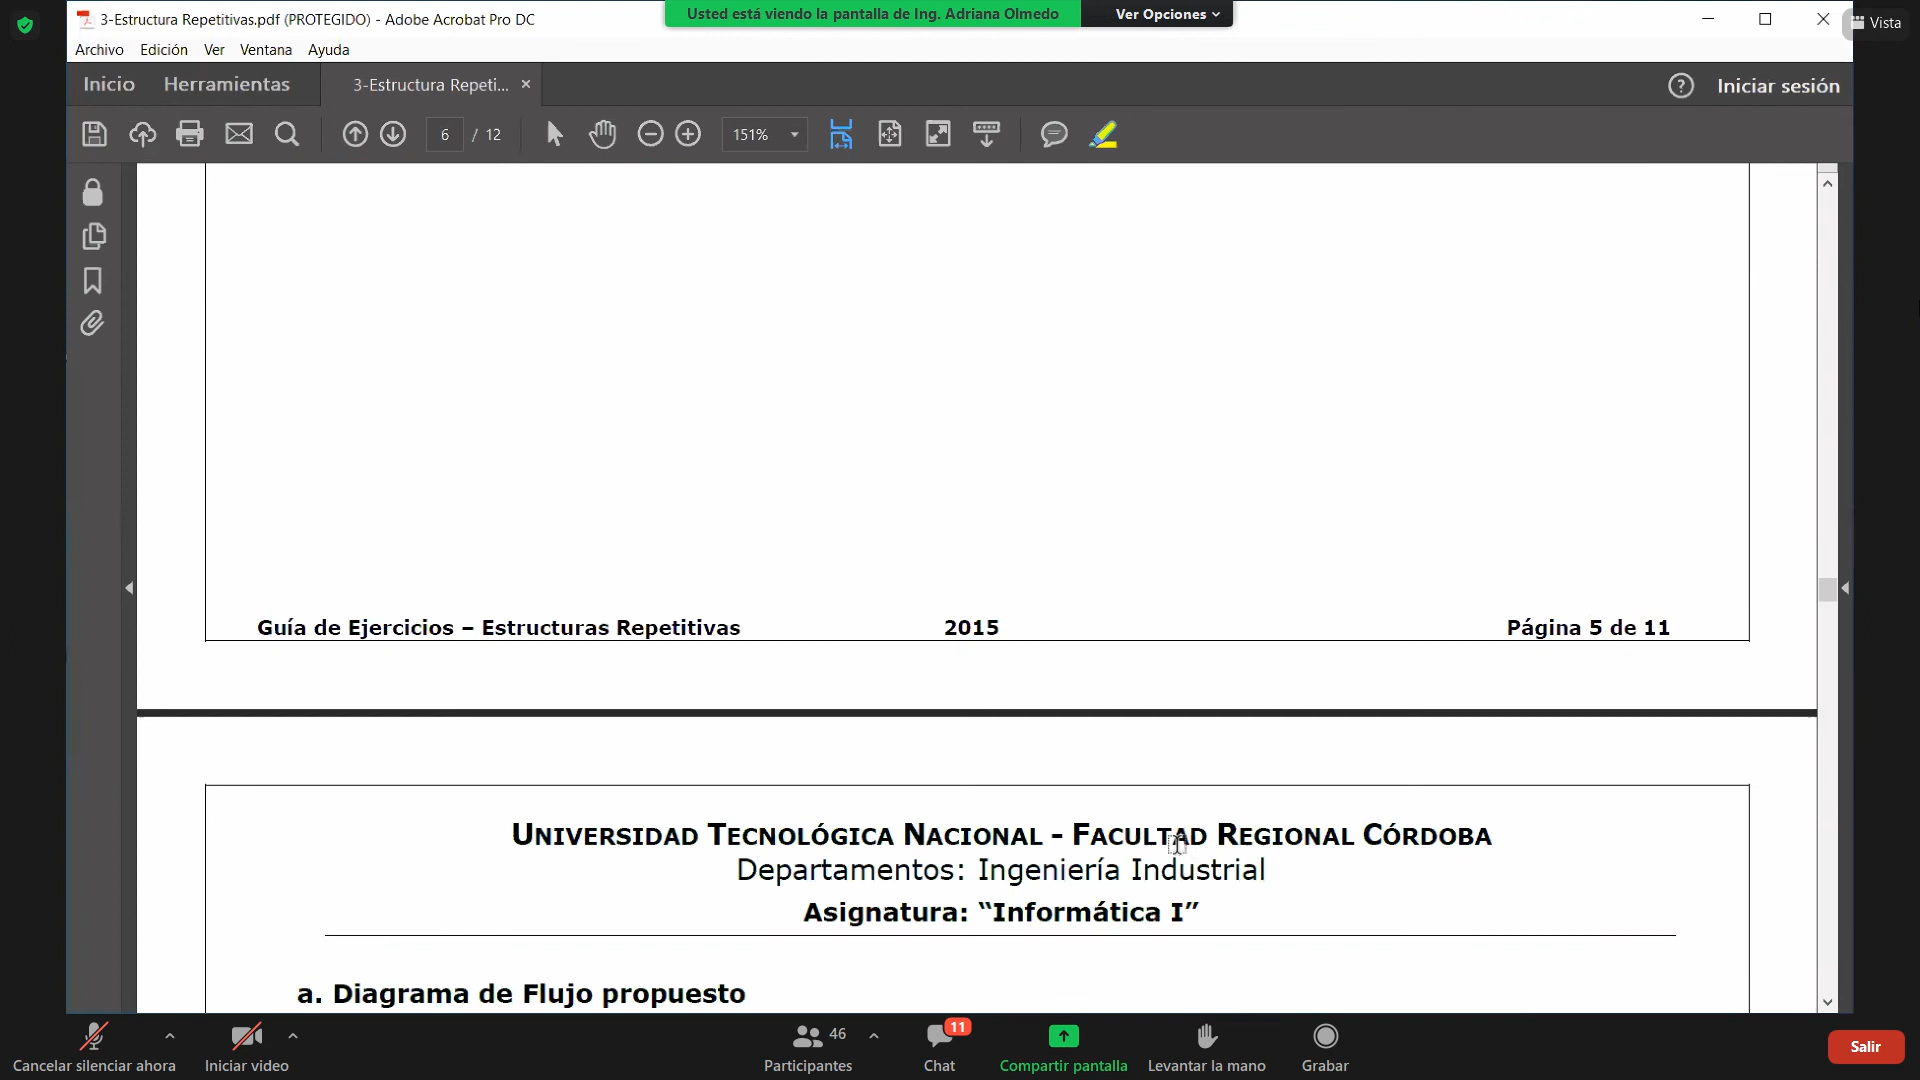 3-Estructura Repetitivas.pdf (PROTEGIDO) - Adobe Acrobat Pro DC
Usted está viendo la pantalla de Ing. Adriana Olmedo
Ver Opciones
Vista
Archivo Edición Ver Ventana Ayuda
Inicio Herramientas 3-Estructura Repeti... × ? Iniciar sesión
6 / 12 151%
Guía de Ejercicios – Estructuras Repetitivas 2015 Página 5 de 11
UNIVERSIDAD TECNOLÓGICA NACIONAL - FACULTAD REGIONAL CÓRDOBA
Departamentos: Ingeniería Industrial
Asignatura: “Informática I”
a. Diagrama de Flujo propuesto
46 11
Cancelar silenciar ahora Iniciar video Participantes Chat Compartir pantalla Levantar la mano Grabar Salir